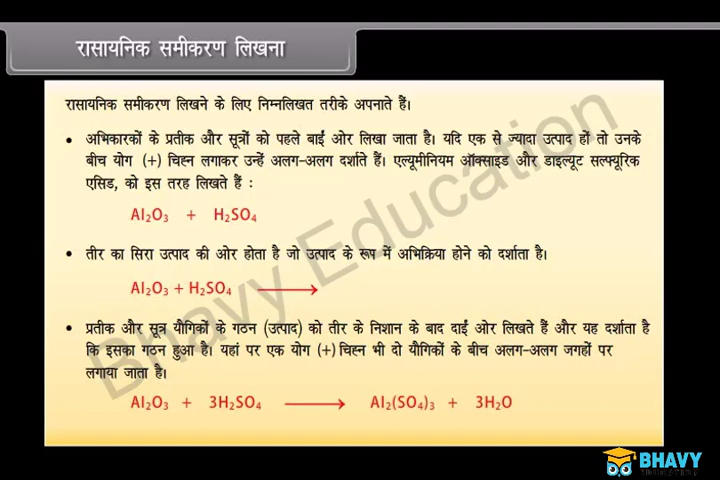 रासायनिक समीकरण लिखना
रासायनिक समीकरण लिखने के लिए निम्नलिखत तरीके अपनाते हैं।
• अभिकारकों के प्रतीक और सूत्रों को पहले बाईं ओर लिखा जाता है। यदि एक से ज्यादा उत्पाद हों तो उनके
बीच योग (+) चिह्न लगाकर उन्हें अलग-अलग दर्शाते हैं। एल्यूमीनियम ऑक्साइड और डाइल्यूट सल्फ्यूरिक
एसिड, को इस तरह लिखते हैं :
Al₂O₃ + H₂SO₄
• तीर का सिरा उत्पाद की ओर होता है जो उत्पाद के रूप में अभिक्रिया होने को दर्शाता है।
Al₂O₃ + H₂SO₄ ⟶
• प्रतीक और सूत्र यौगिकों के गठन (उत्पाद) को तीर के निशान के बाद दाईं ओर लिखते हैं और यह दर्शाता है
कि इसका गठन हुआ है। यहां पर एक योग (+) चिह्न भी दो यौगिकों के बीच अलग-अलग जगहों पर
लगाया जाता है।
Al₂O₃ + 3H₂SO₄ ⟶ Al₂(SO₄)₃ + 3H₂O
Bhavy Education
BHAVY